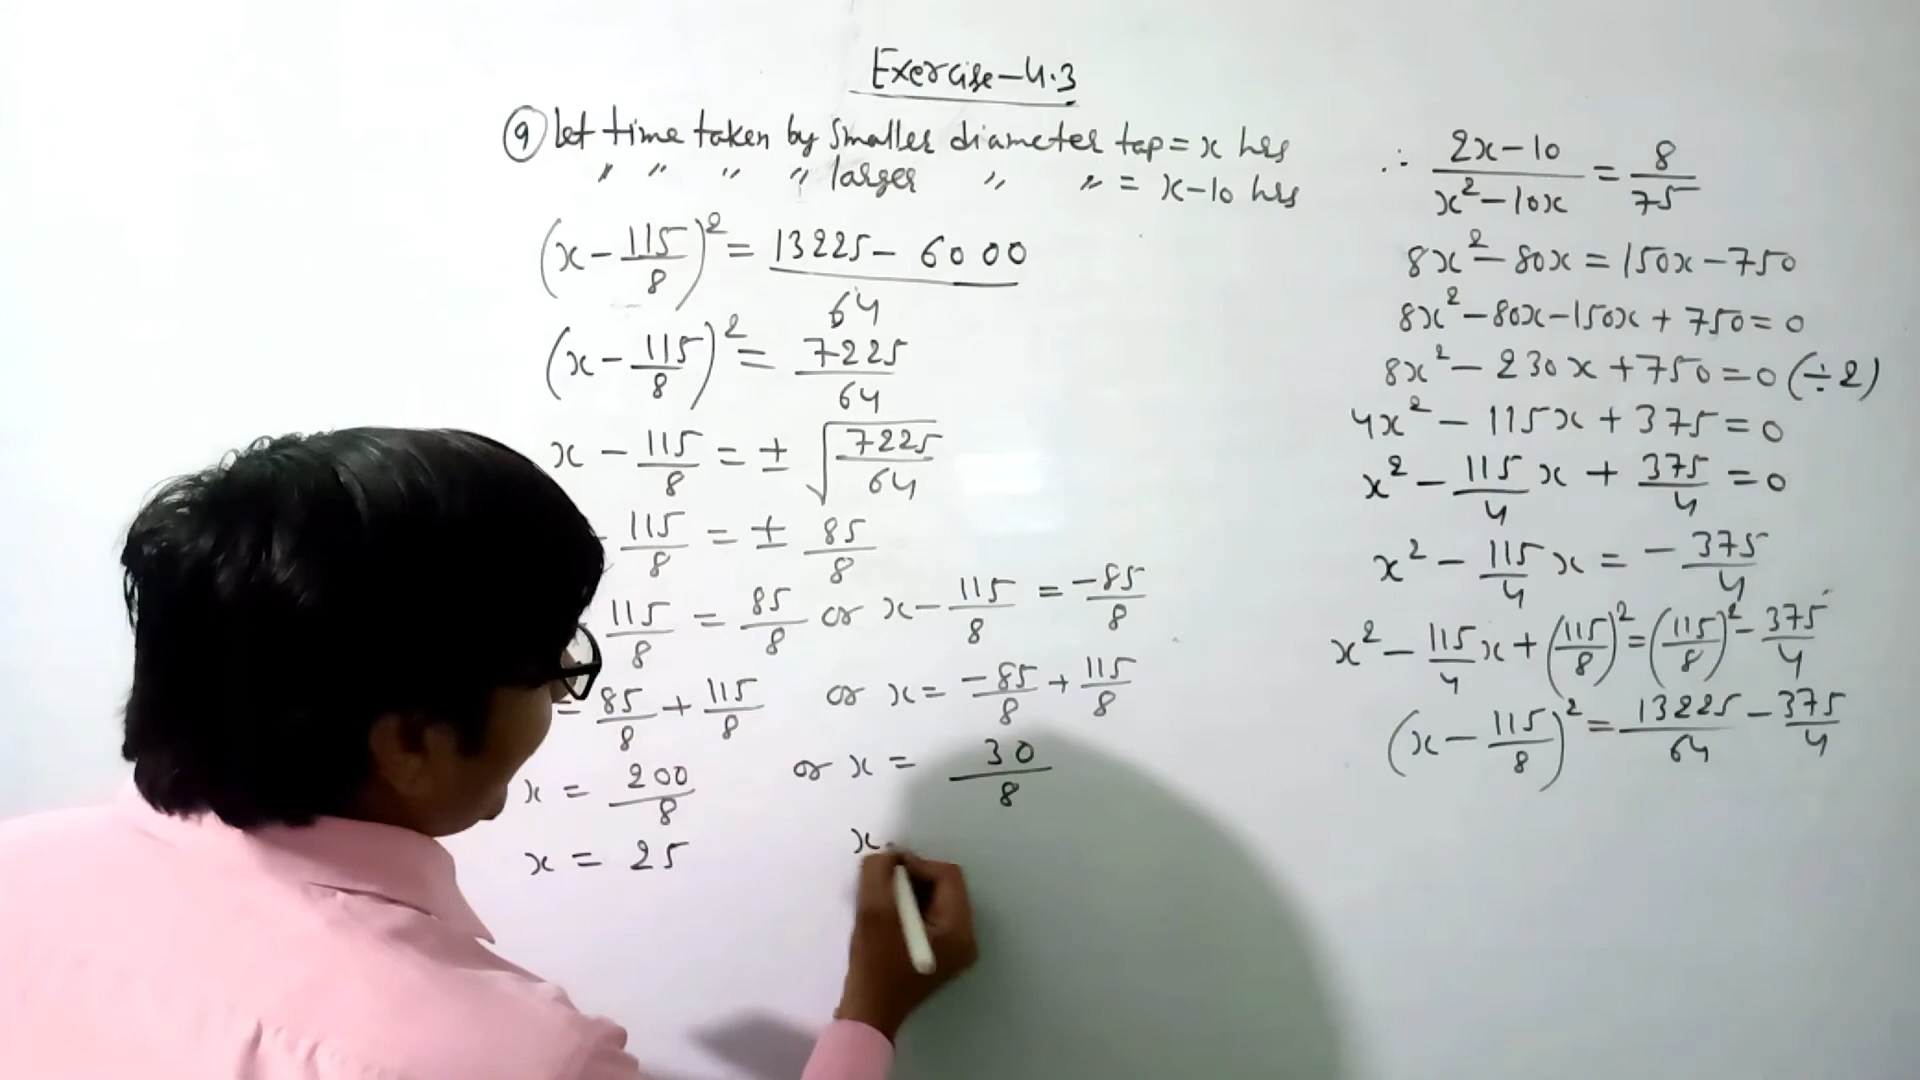 Exercise-4.3
(9) Let time taken by smaller diameter tap = x hrs
" " " " larger " " = x-10 hrs
(x - 115/8)² = (13225 - 6000)/64
(x - 115/8)² = 7225/64
x - 115/8 = ± √(7225/64)
- 115/8 = ± 85/8
115/8 = 85/8 or x - 115/8 = -85/8
= 85/8 + 115/8 or x = -85/8 + 115/8
x = 200/8 or x = 30/8
x = 25 x
∴ (2x-10)/(x²-10x) = 8/75
8x² - 80x = 150x - 750
8x² - 80x - 150x + 750 = 0
8x² - 230x + 750 = 0 (÷2)
4x² - 115x + 375 = 0
x² - 115/4 x + 375/4 = 0
x² - 115/4 x = - 375/4
x² - 115/4 x + (115/8)² = (115/8)² - 375/4
(x - 115/8)² = 13225/64 - 375/4